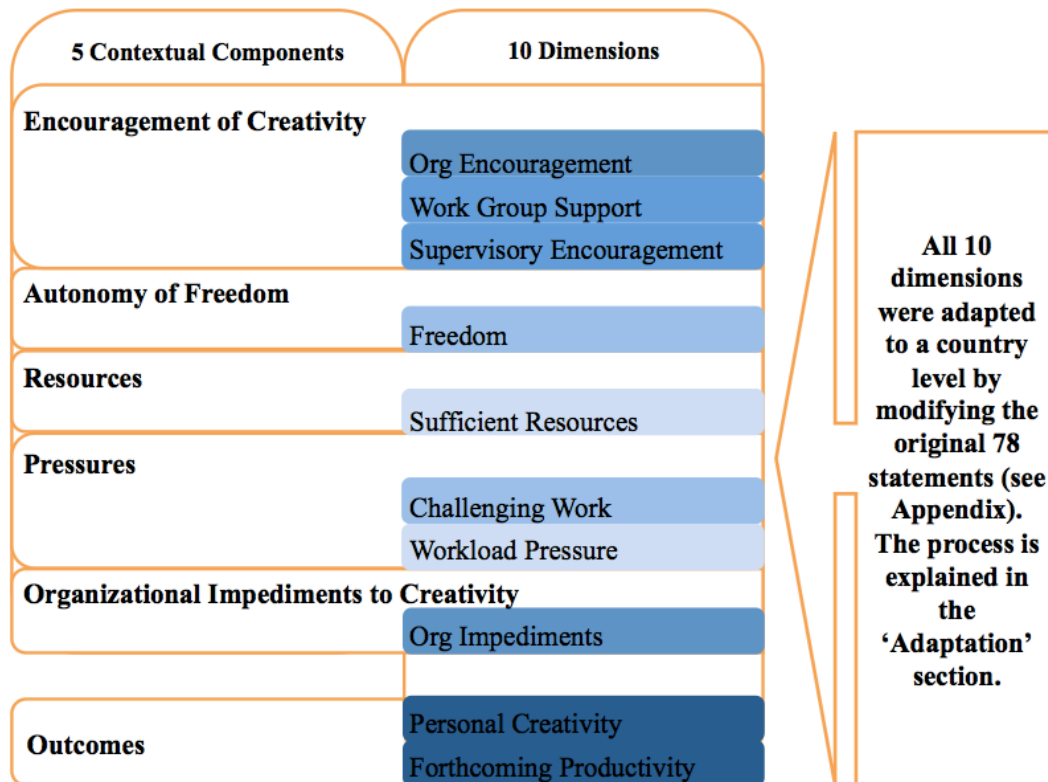 5 Contextual Components
10 Dimensions
Encouragement of Creativity
Org Encouragement
Work Group Support
Supervisory Encouragement
Autonomy of Freedom
Freedom
Resources
Sufficient Resources
Pressures
Challenging Work
Workload Pressure
Organizational Impediments to Creativity
Org Impediments
Outcomes
Personal Creativity
Forthcoming Productivity
All 10
dimensions
were adapted
to a country
level by
modifying the
original 78
statements (see
Appendix).
The process is
explained in
the
‘Adaptation’
section.